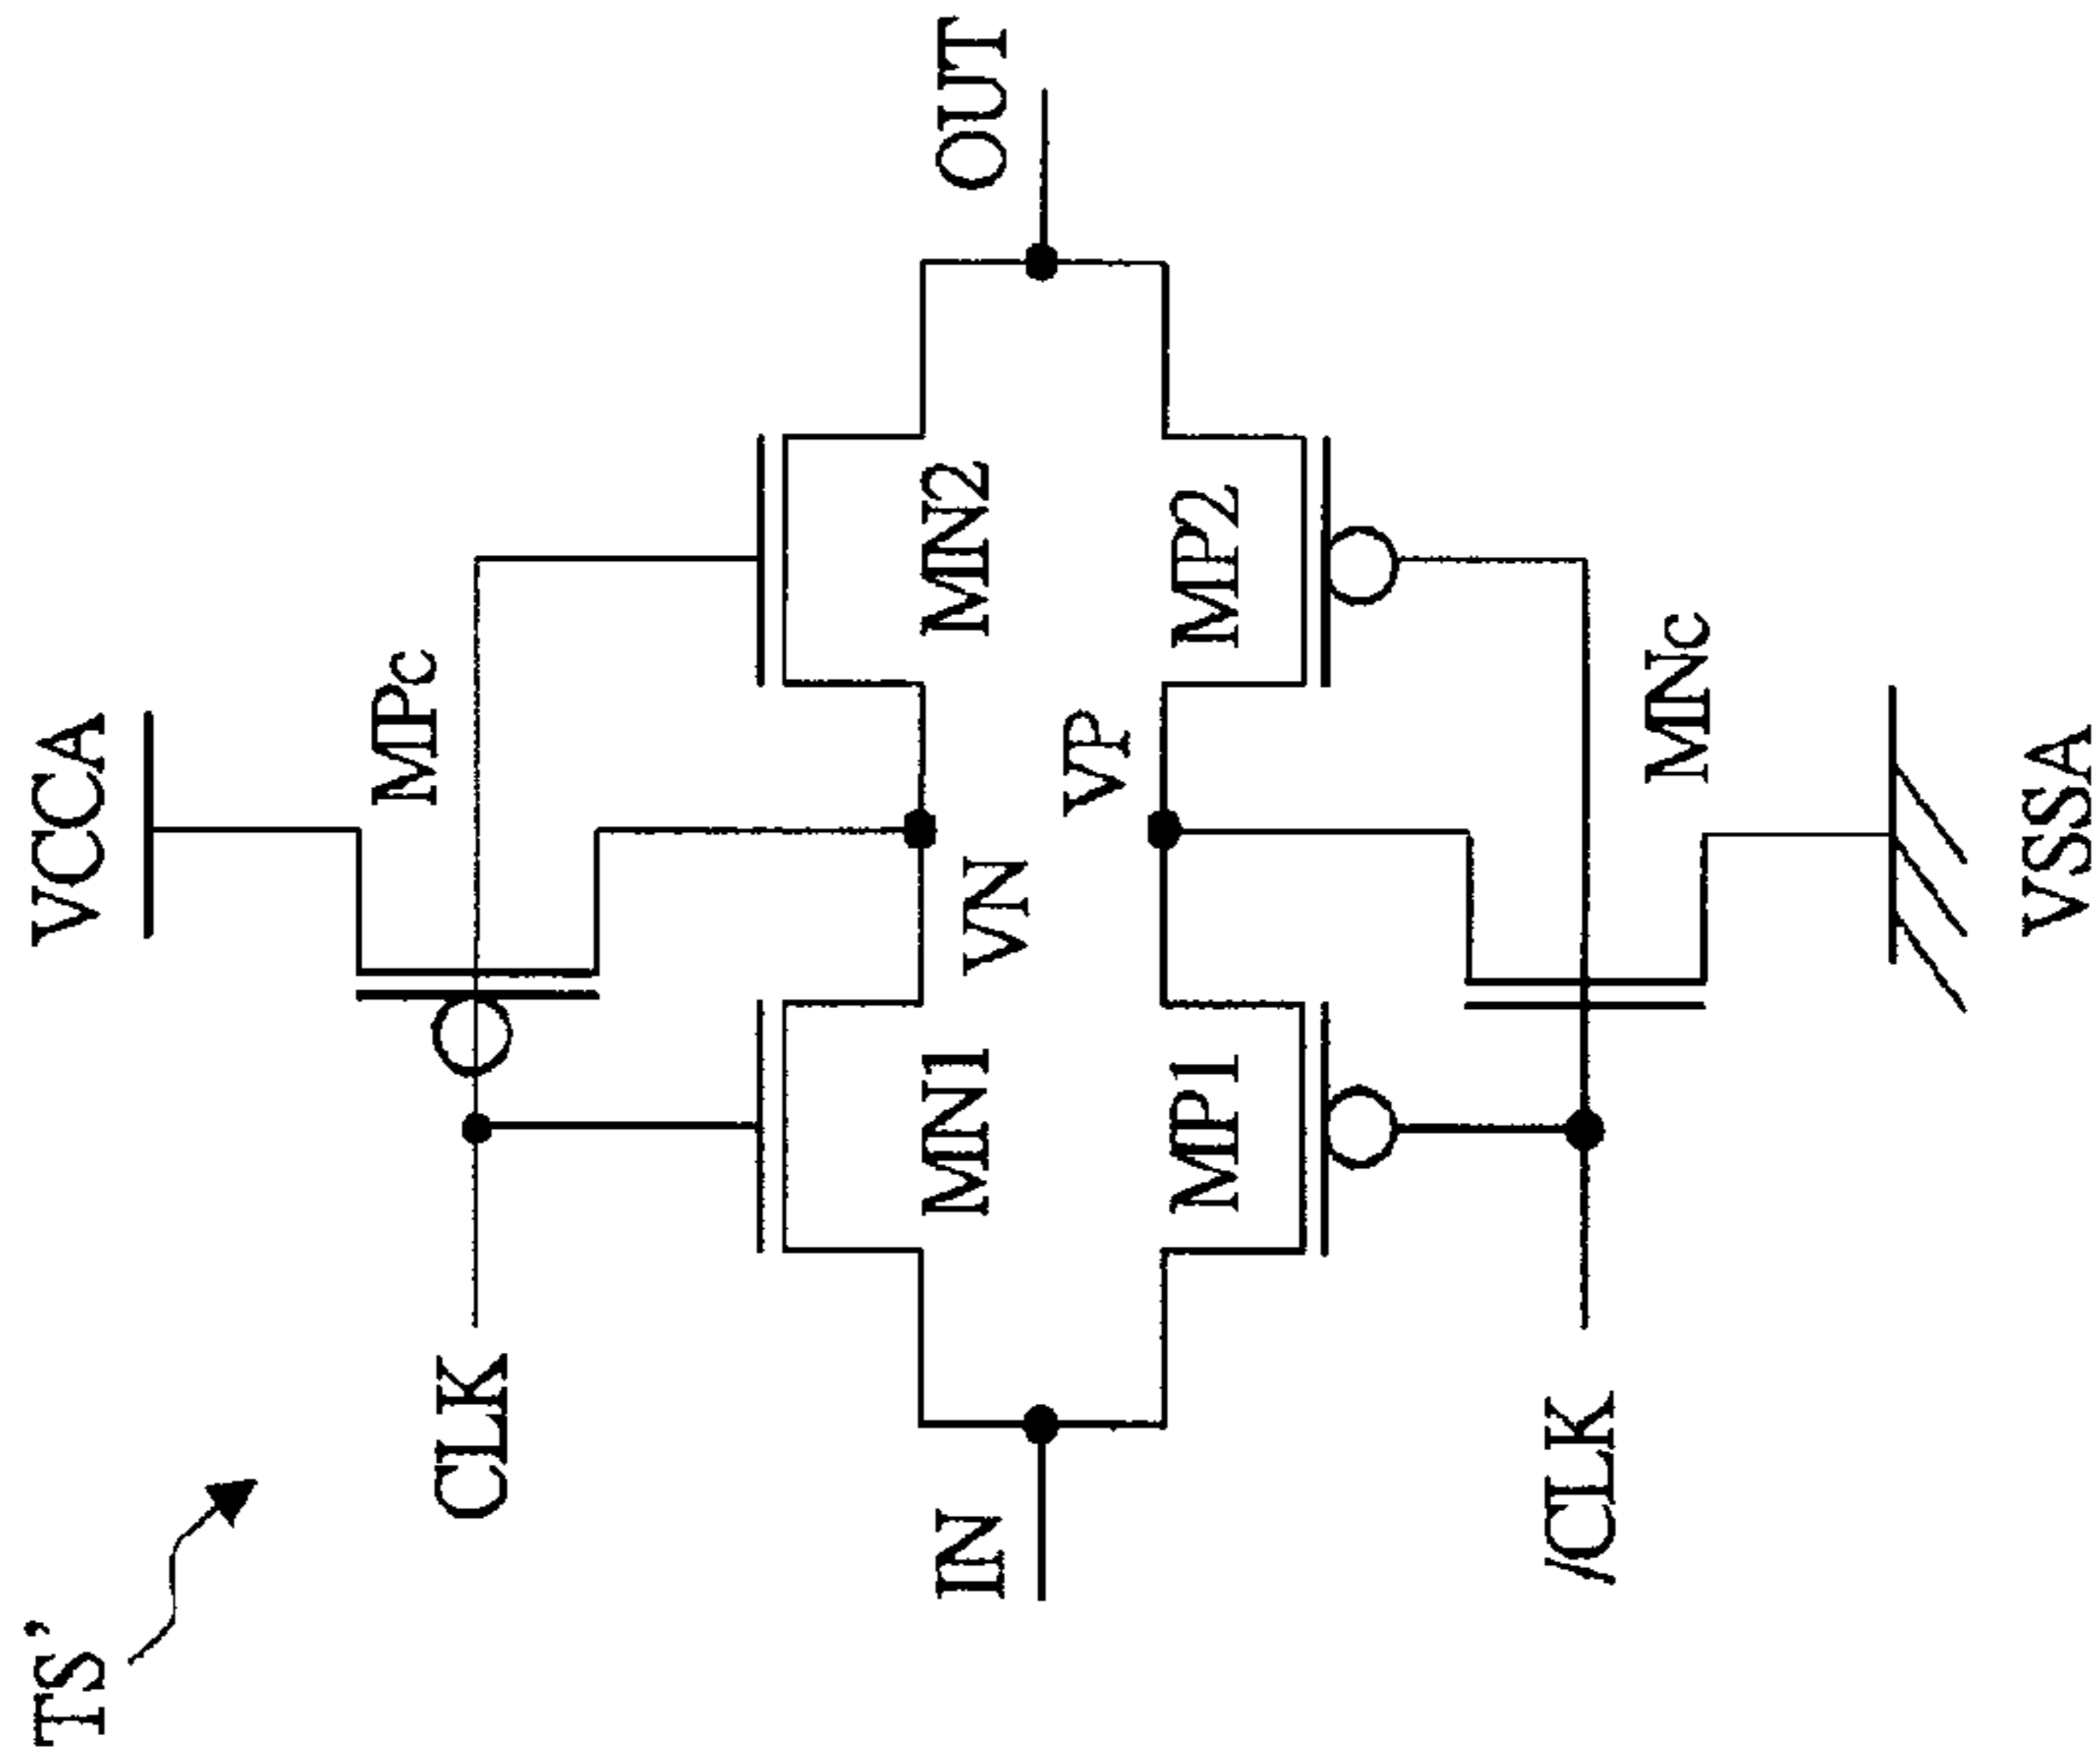 TS’
VCCA
MPc
CLK
MN1
MN2
VN
IN
OUT
VP
MP1
MP2
/CLK
MNc
VSSA